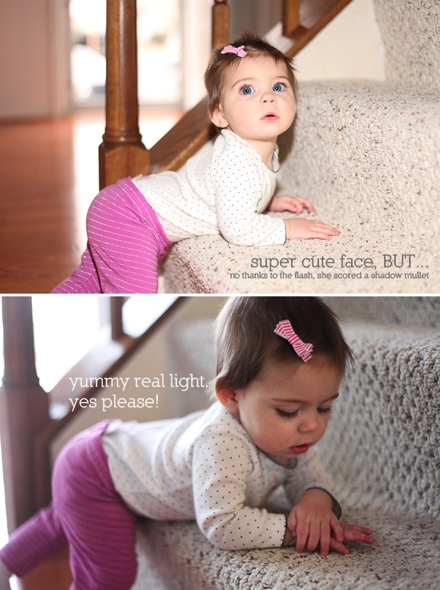 super cute face, BUT...
no thanks to the flash, she scored a shadow mullet
yummy real light.
yes please!